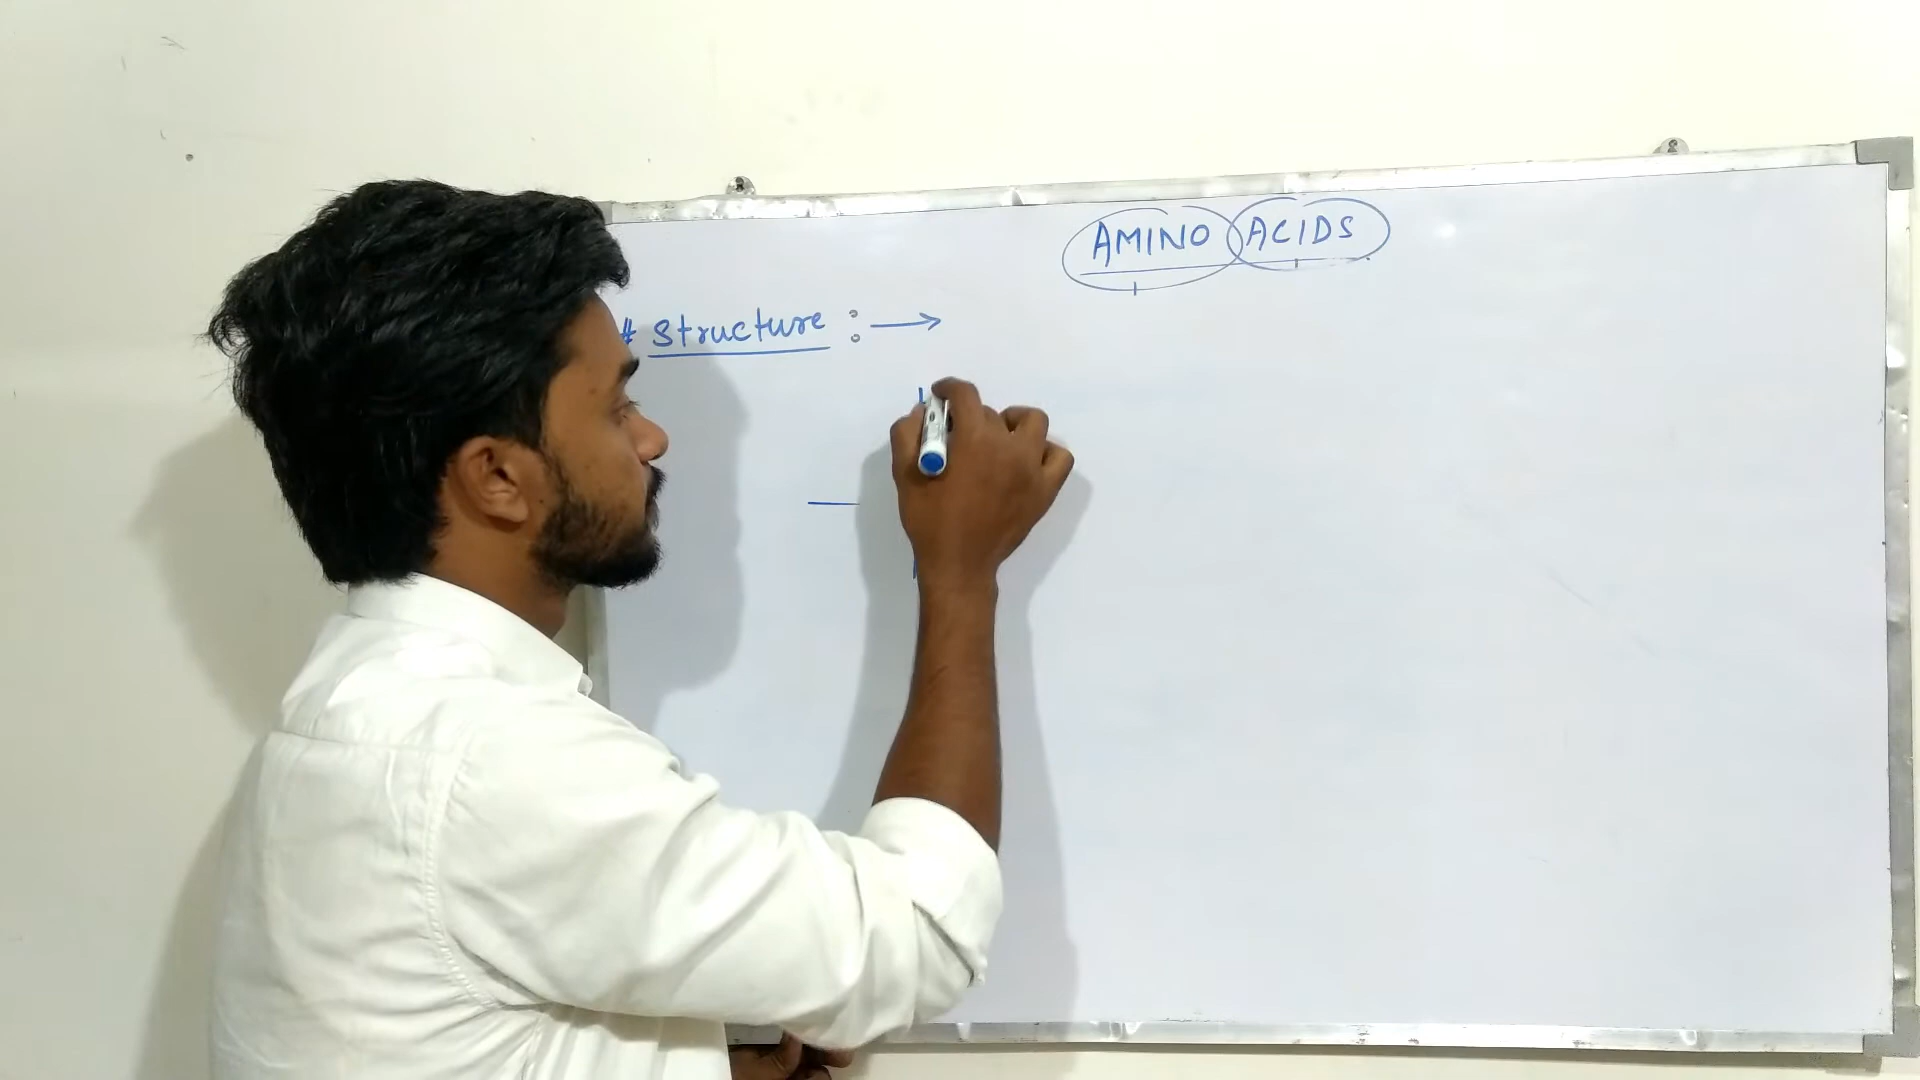 AMINO ACIDS
# Structure : →